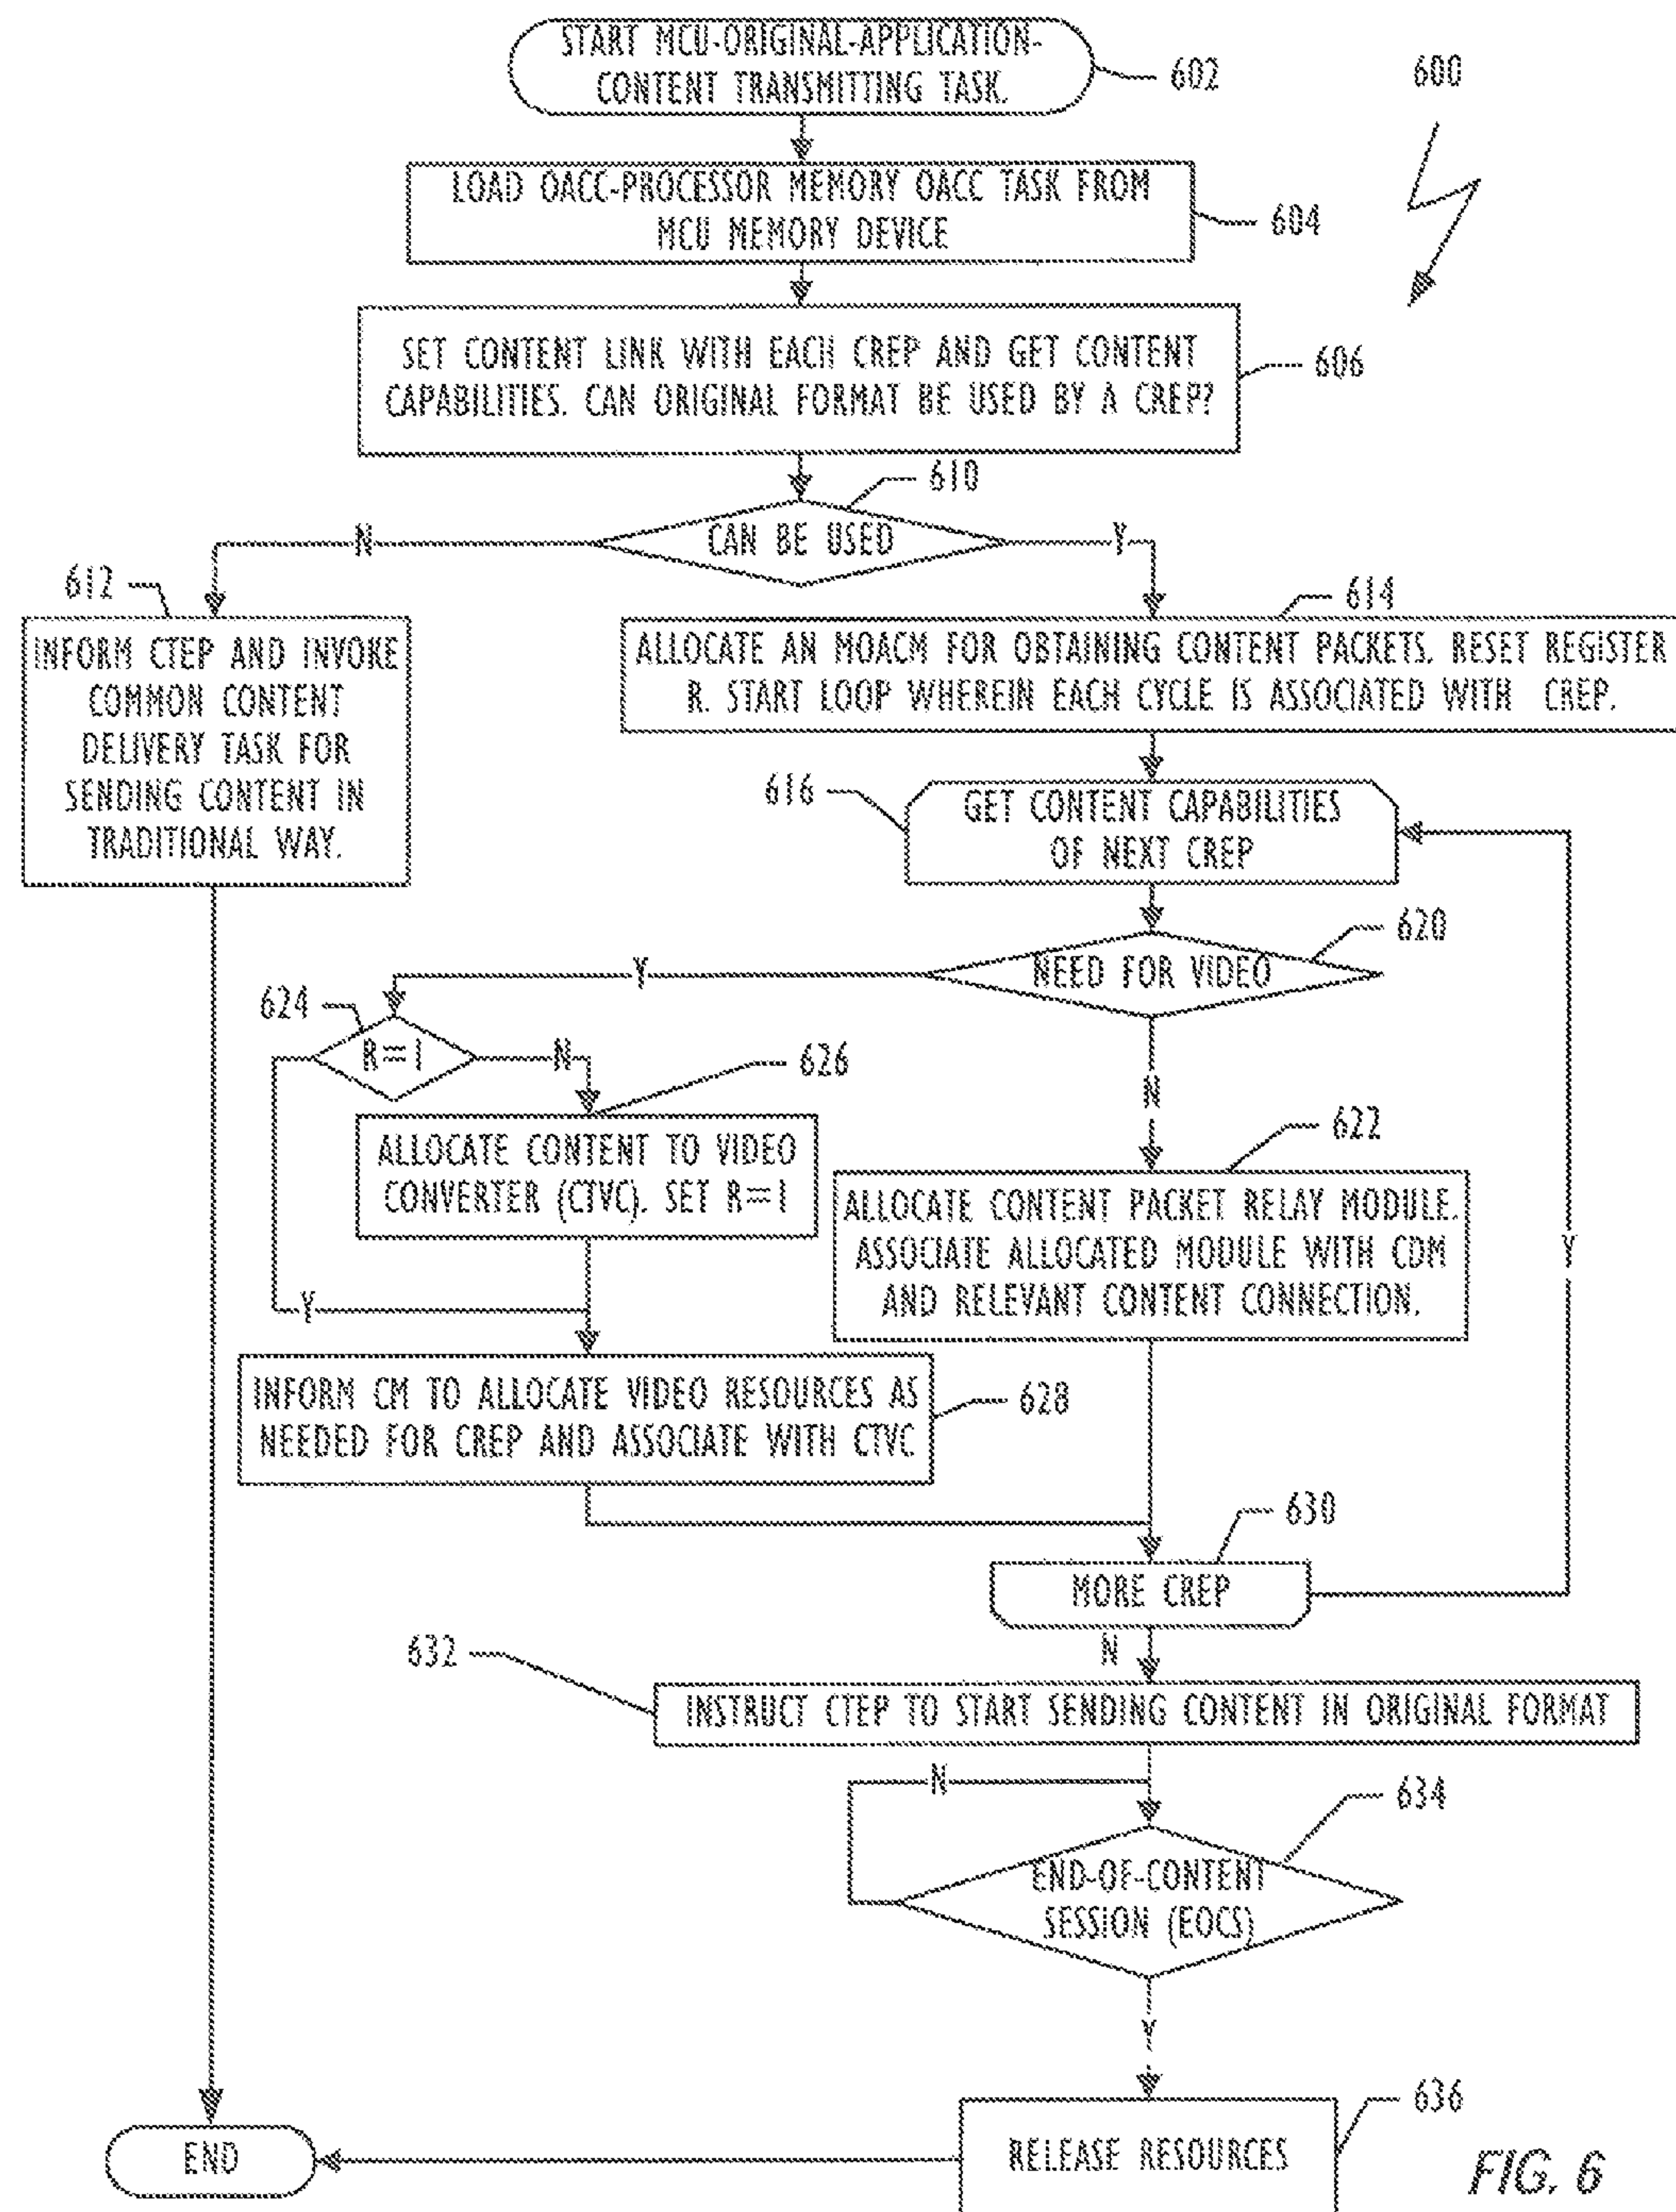 START MCU-ORIGINAL-APPLICATION-
CONTENT TRANSMITTING TASK.
602
600
LOAD OACC-PROCESSOR MEMORY OACC TASK FROM
MCU MEMORY DEVICE
604
SET CONTENT LINK WITH EACH CREP AND GET CONTENT
CAPABILITIES. CAN ORIGINAL FORMAT BE USED BY A CREP?
606
610
CAN BE USED
N
Y
612
INFORM CTEP AND INVOKE
COMMON CONTENT
DELIVERY TASK FOR
SENDING CONTENT IN
TRADITIONAL WAY.
614
ALLOCATE AN MOACM FOR OBTAINING CONTENT PACKETS. RESET REGISTER
R. START LOOP WHEREIN EACH CYCLE IS ASSOCIATED WITH CREP.
616
GET CONTENT CAPABILITIES
OF NEXT CREP
620
NEED FOR VIDEO
Y
N
624
R=1
N
Y
626
ALLOCATE CONTENT TO VIDEO
CONVERTER (CTVC). SET R=1
622
ALLOCATE CONTENT PACKET RELAY MODULE.
ASSOCIATE ALLOCATED MODULE WITH CDM
AND RELEVANT CONTENT CONNECTION.
Y
INFORM CM TO ALLOCATE VIDEO RESOURCES AS
NEEDED FOR CREP AND ASSOCIATE WITH CTVC
628
630
MORE CREP
N
632
INSTRUCT CTEP TO START SENDING CONTENT IN ORIGINAL FORMAT
N
634
END-OF-CONTENT
SESSION (EOCS)
Y
636
RELEASE RESOURCES
END
FIG. 6